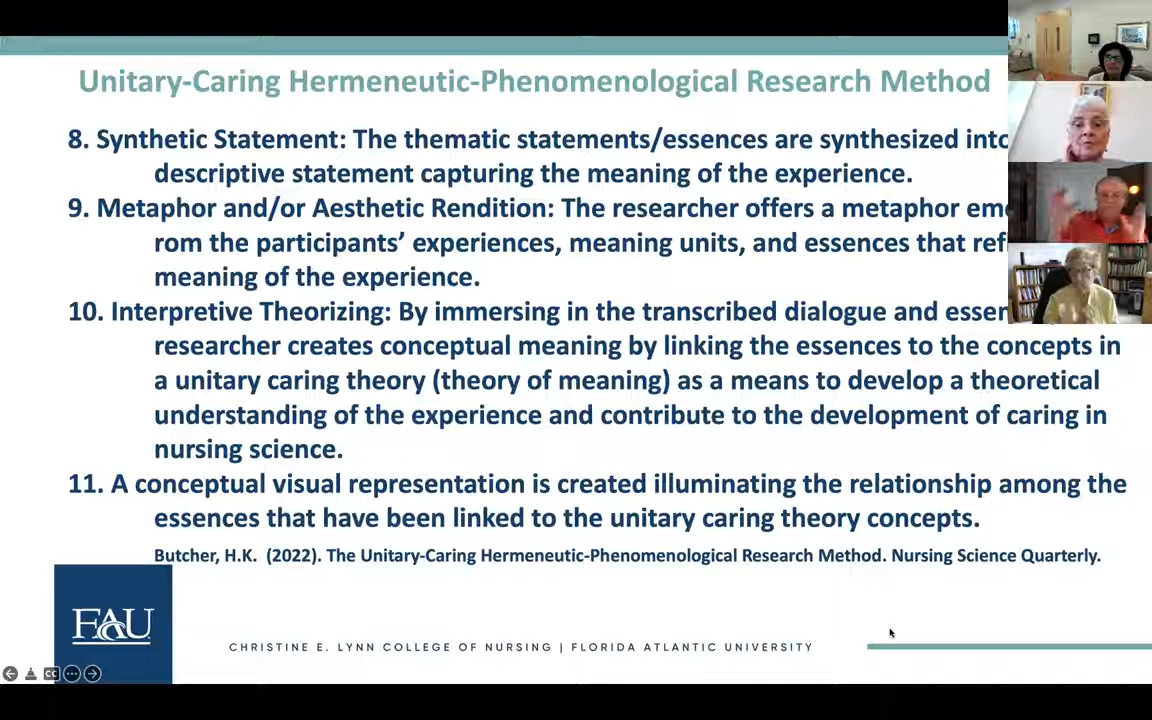 Unitary-Caring Hermeneutic-Phenomenological Research Method
8. Synthetic Statement: The thematic statements/essences are synthesized into
descriptive statement capturing the meaning of the experience.
9. Metaphor and/or Aesthetic Rendition: The researcher offers a metaphor
rom the participants’ experiences, meaning units, and essences that
meaning of the experience.
10. Interpretive Theorizing: By immersing in the transcribed dialogue and
researcher creates conceptual meaning by linking the essences to the concepts in
a unitary caring theory (theory of meaning) as a means to develop a theoretical
understanding of the experience and contribute to the development of caring in
nursing science.
11. A conceptual visual representation is created illuminating the relationship among the
essences that have been linked to the unitary caring theory concepts.
Butcher, H.K. (2022). The Unitary-Caring Hermeneutic-Phenomenological Research Method. Nursing Science Quarterly.
FAU
CHRISTINE E. LYNN COLLEGE OF NURSING | FLORIDA ATLANTIC UNIVERSITY
CC